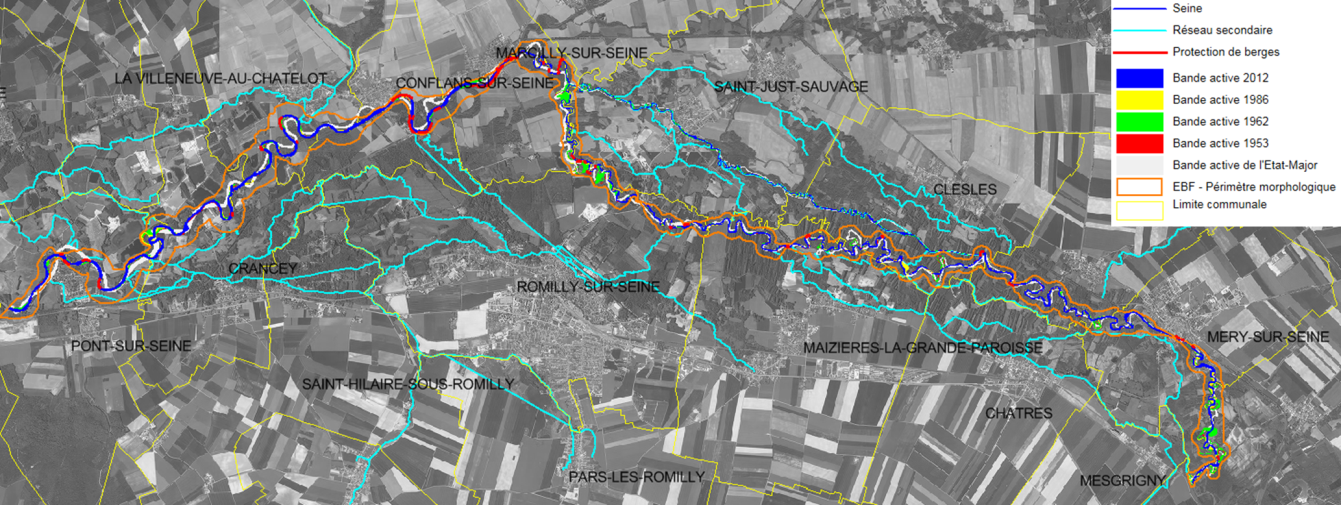 Seine
Réseau secondaire
Protection de berges
Bande active 2012
Bande active 1986
Bande active 1962
Bande active 1953
Bande active de l'Etat-Major
EBF - Périmètre morphologique
Limite communale
MARCILLY-SUR-SEINE
LA VILLENEUVE-AU-CHATELOT
CONFLANS-SUR-SEINE
SAINT-JUST-SAUVAGE
E
CLESLES
CRANCEY
ROMILLY-SUR-SEINE
MERY-SUR-SEINE
PONT-SUR-SEINE
MAIZIERES-LA-GRANDE-PAROISSE
SAINT-HILAIRE-SOUS-ROMILLY
CHATRES
PARS-LES-ROMILLY
MESGRIGNY